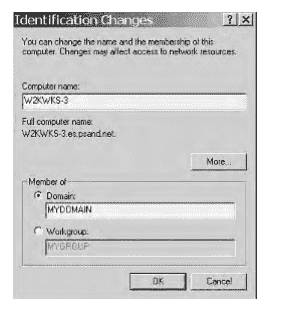 Identification Changes
You can change the name and the membership of this
computer. Changes may affect access to network resources.
Computer name:
W2KWKS-3
Full computer name:
W2KWKS-3.es.psand.net.
More...
Member of
Domain:
MYDOMAIN
Workgroup:
MYGROUP
OK
Cancel